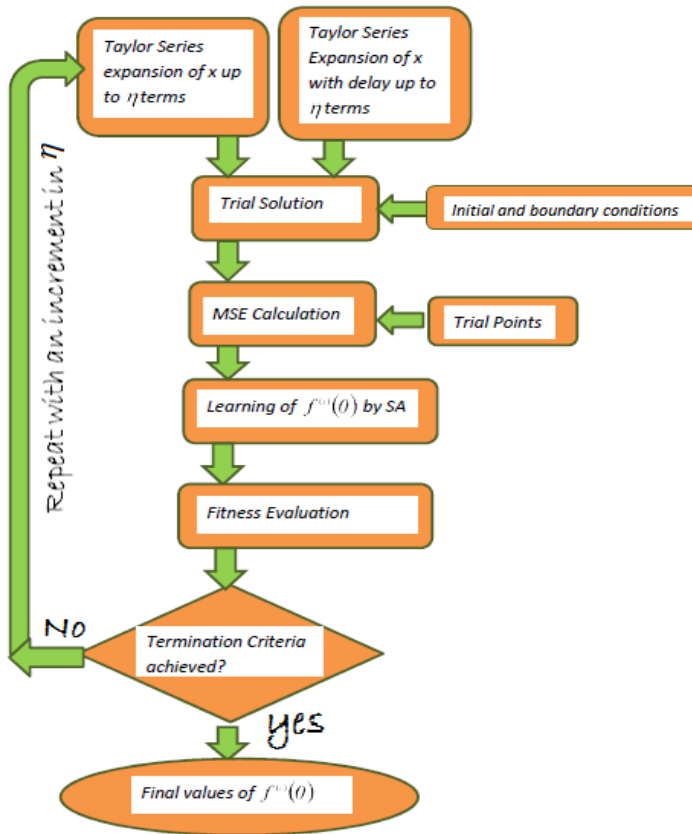 Taylor Series
expansion of x up
to η terms
Taylor Series
Expansion of x
with delay up to
η terms
Trial Solution
Initial and boundary conditions
MSE Calculation
Trial Points
Learning of f⁽ⁱ⁾(0) by SA
Fitness Evaluation
Termination Criteria
achieved?
No
Repeat with an increment in η
yes
Final values of f⁽ⁱ⁾(0)